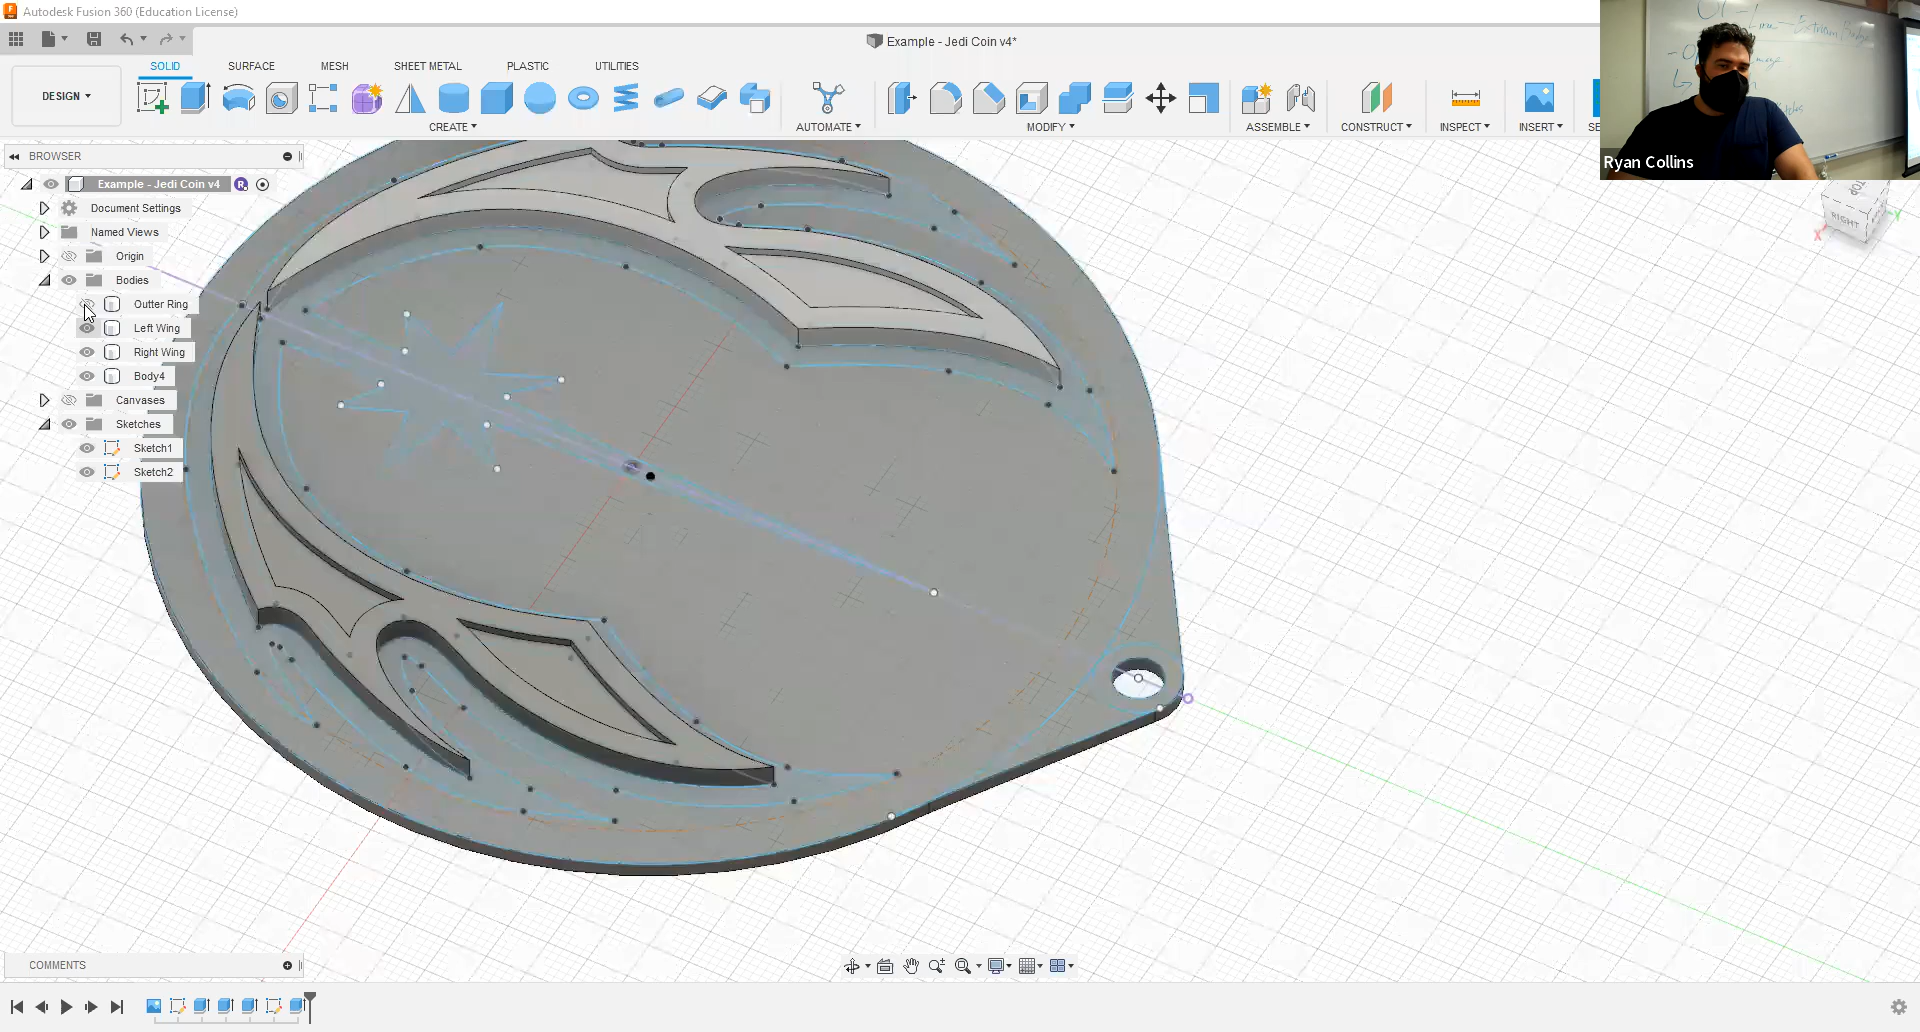 Autodesk Fusion 360 (Education License)
Example - Jedi Coin v4*
SOLID SURFACE MESH SHEET METAL PLASTIC UTILITIES
DESIGN
CREATE AUTOMATE MODIFY ASSEMBLE CONSTRUCT INSPECT INSERT SE
BROWSER
Example - Jedi Coin v4
Document Settings
Named Views
Origin
Bodies
Outter Ring
Left Wing
Right Wing
Body4
Canvases
Sketches
Sketch1
Sketch2
Ryan Collins
TOP
RIGHT
X
Y
COMMENTS